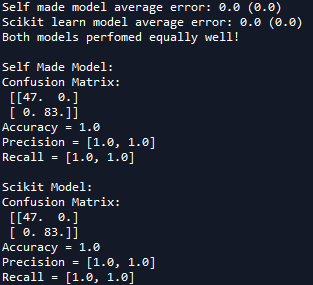 Self made model average error: 0.0 (0.0)
Scikit learn model average error: 0.0 (0.0)
Both models perfomed equally well!

Self Made Model:
Confusion Matrix:
[[47. 0.]
[ 0. 83.]]
Accuracy = 1.0
Precision = [1.0, 1.0]
Recall = [1.0, 1.0]

Scikit Model:
Confusion Matrix:
[[47. 0.]
[ 0. 83.]]
Accuracy = 1.0
Precision = [1.0, 1.0]
Recall = [1.0, 1.0]